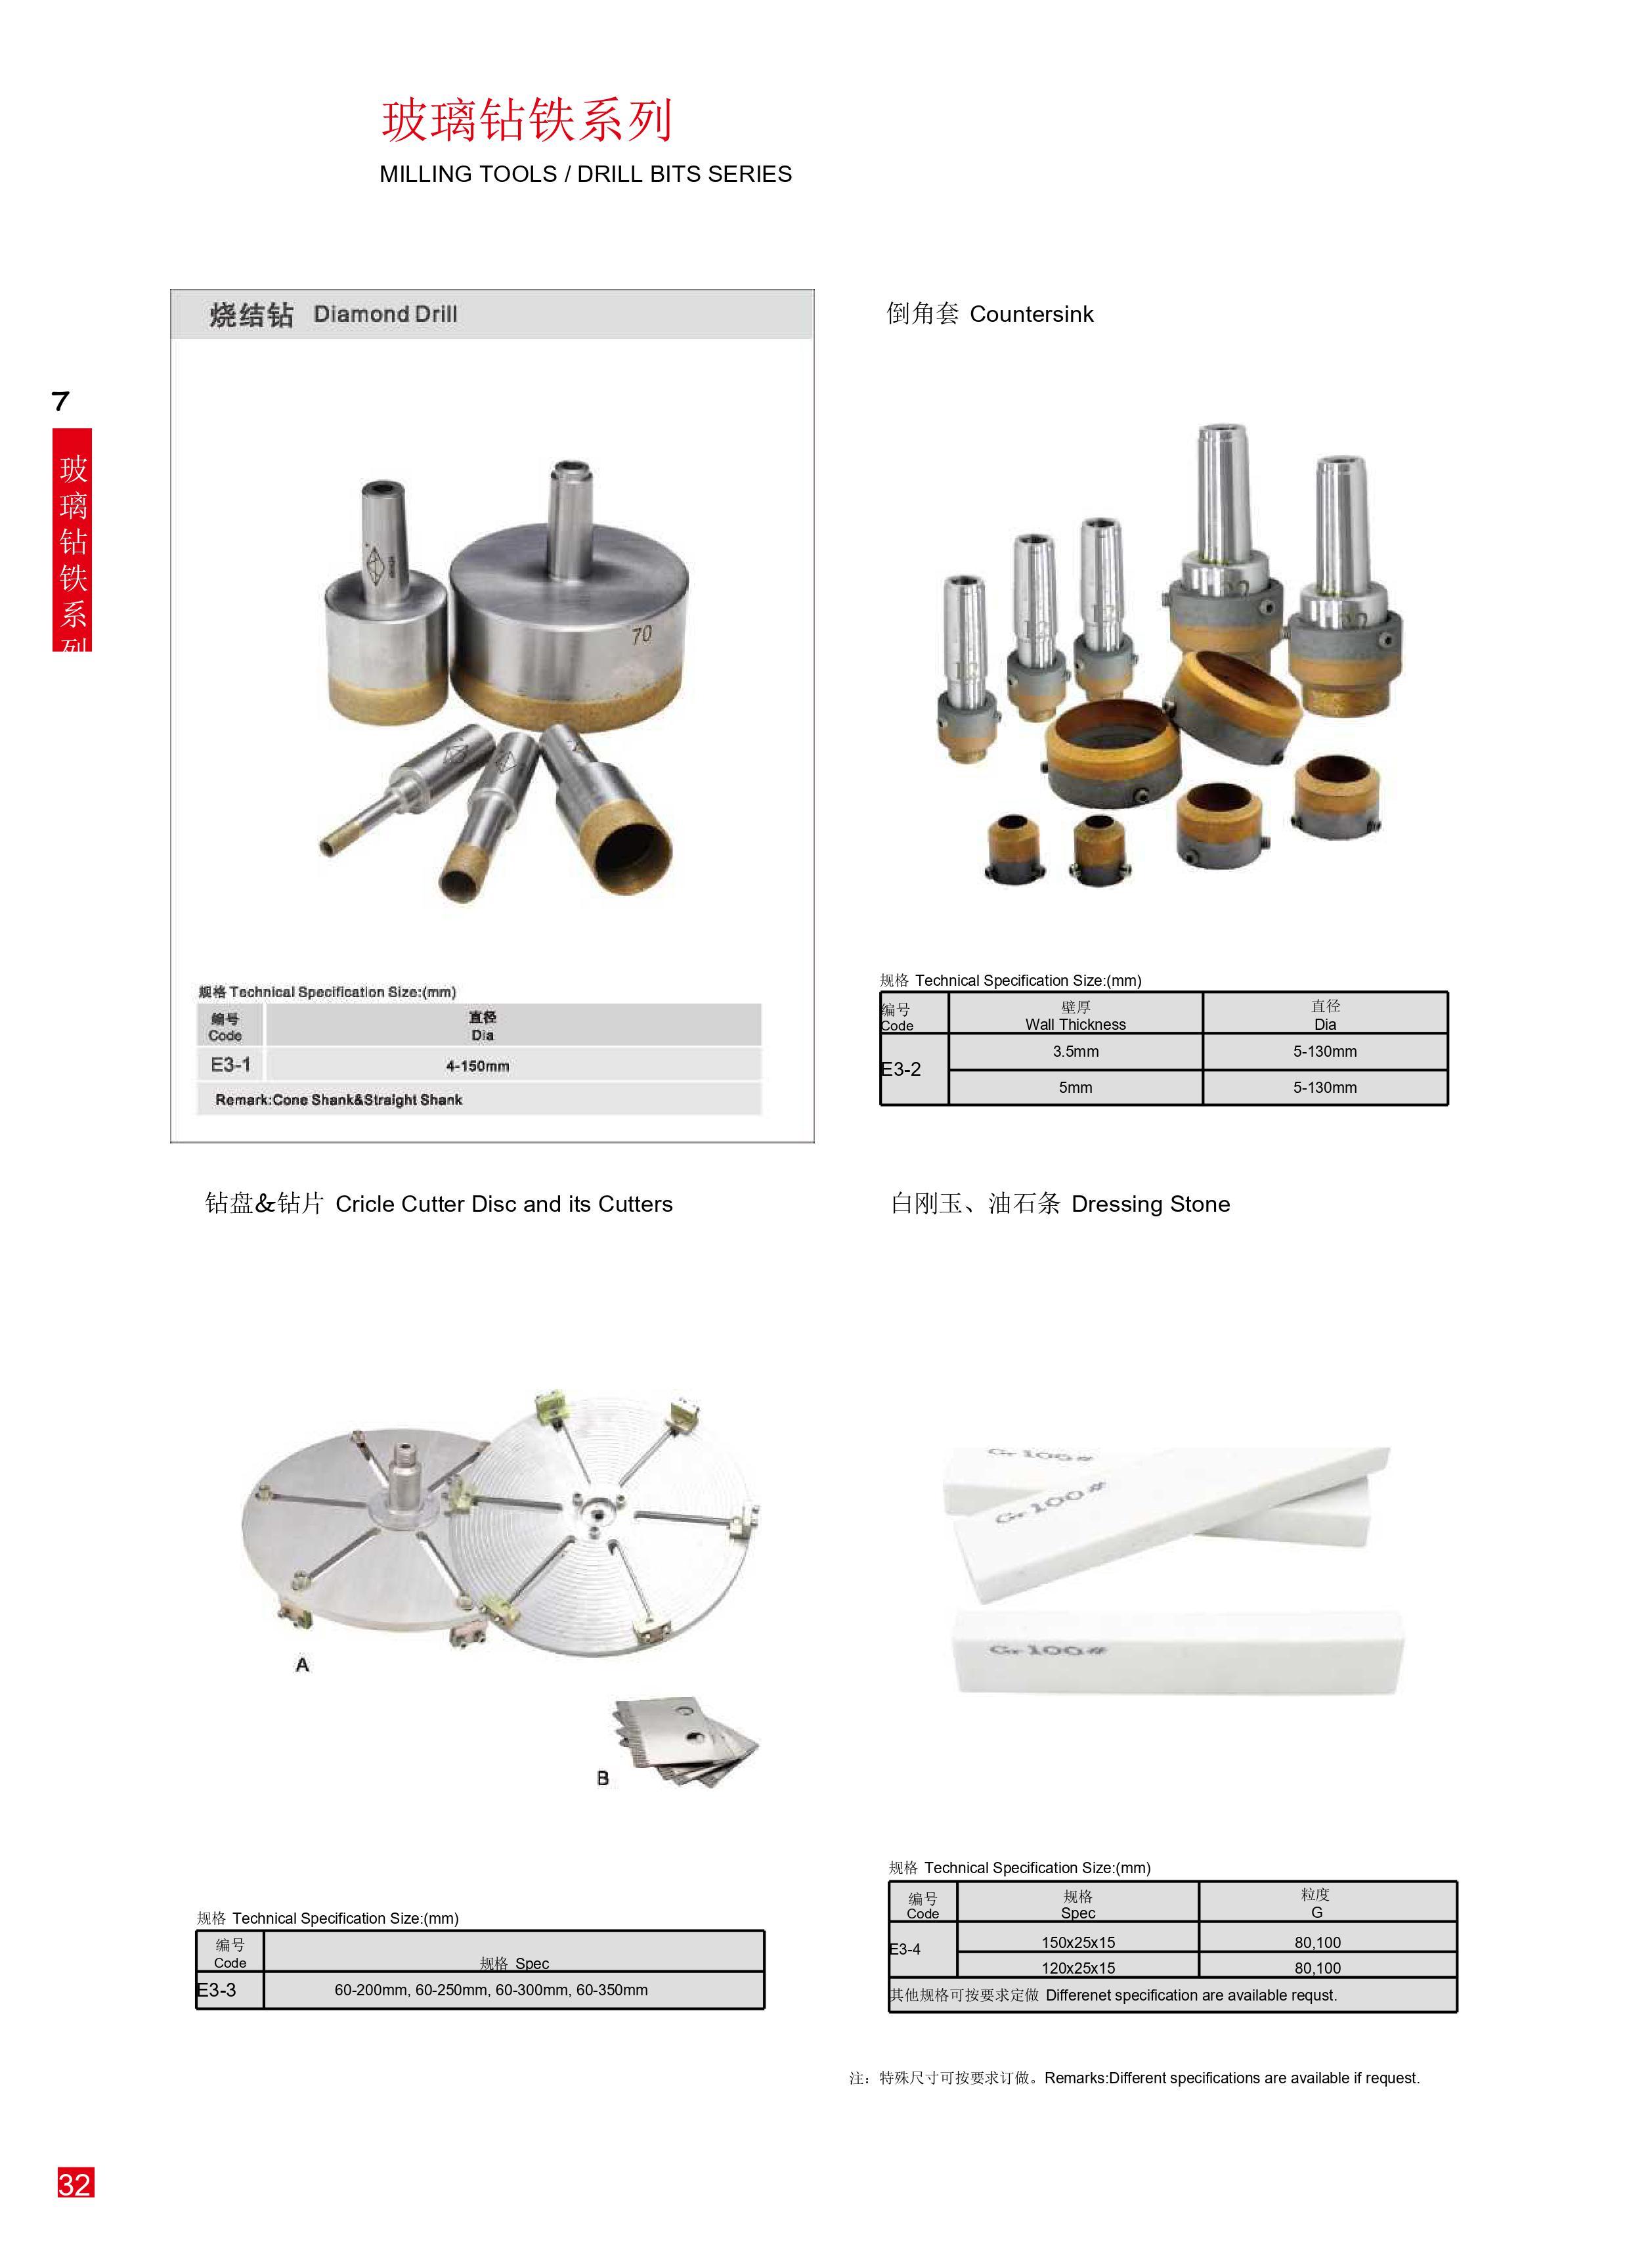 玻璃钻铁系列
MILLING TOOLS / DRILL BITS SERIES
7
玻璃钻铁系列
烧结钻 Diamond Drill
70
规格 Technical Specification Size:(mm)
编号 直径
Code Dia
E3-1 4-150mm
Remark:Cone Shank&Straight Shank
倒角套 Countersink
规格 Technical Specification Size:(mm)
编号 壁厚 直径
Code Wall Thickness Dia
E3-2
3.5mm 5-130mm
5mm 5-130mm
钻盘&钻片 Cricle Cutter Disc and its Cutters
A
B
规格 Technical Specification Size:(mm)
编号
Code 规格 Spec
E3-3 60-200mm, 60-250mm, 60-300mm, 60-350mm
白刚玉、油石条 Dressing Stone
Gr 100#
Gr 100#
Gr 100#
规格 Technical Specification Size:(mm)
编号 规格 粒度
Code Spec G
E3-4
150x25x15 80,100
120x25x15 80,100
其他规格可按要求定做 Differenet specification are available requst.
注：特殊尺寸可按要求订做。Remarks:Different specifications are available if request.
32